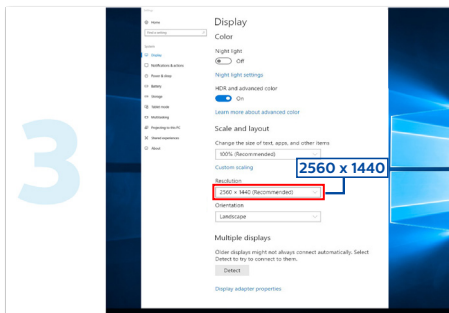 3
Home
Find a setting
System
Display
Notifications & actions
Power & sleep
Battery
Storage
Tablet mode
Multitasking
Projecting to this PC
Shared experiences
About
Display
Color
Night light
Off
Night light settings
HDR and advanced color
On
Learn more about advanced color
Scale and layout
Change the size of text, apps, and other items
100% (Recommended)
Custom scaling
2560 x 1440
Resolution
2560 × 1440 (Recommended)
Orientation
Landscape
Multiple displays
Older displays might not always connect automatically. Select
Detect to try to connect to them.
Detect
Display adapter properties